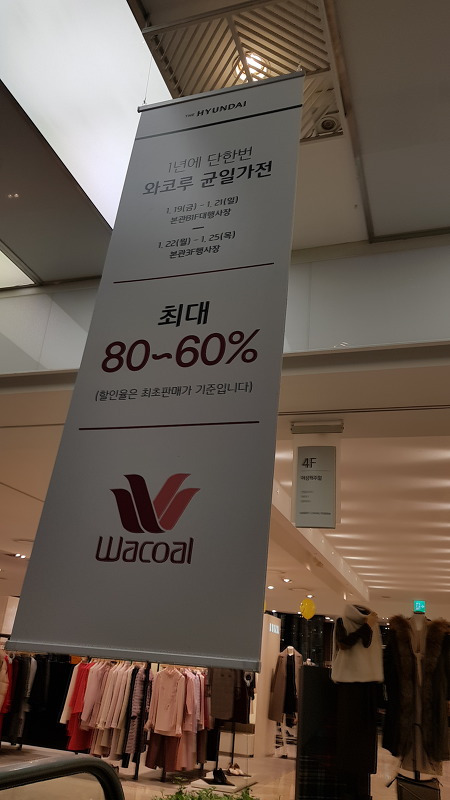 THE HYUNDAI
1년에 단한번
와코루 균일가전
1. 19(금) - 1. 21(일)
본관B1F대행사장
1. 22(월) - 1. 25(목)
본관3F행사장
최대
80~60%
(할인율은 최초판매가 기준입니다)
Wacoal
4F